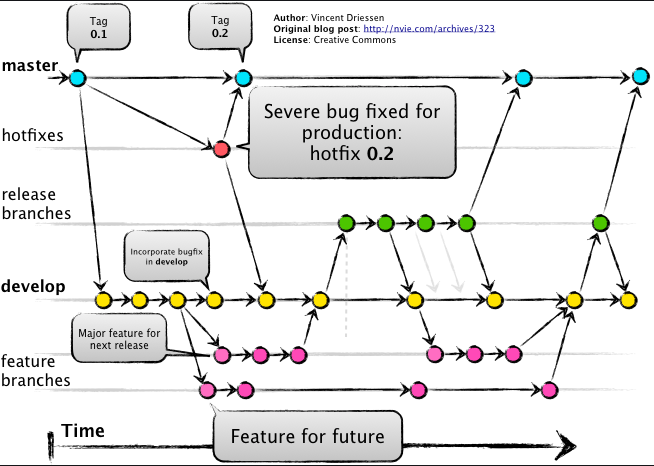 Tag
0.1
Tag
0.2
Author: Vincent Driessen
Original blog post: http://nvie.com/archives/323
License: Creative Commons
master
Severe bug fixed for
production:
hotfix 0.2
hotfixes
release
branches
Incorporate bugfix
in develop
develop
Major feature for
next release
feature
branches
Time
Feature for future